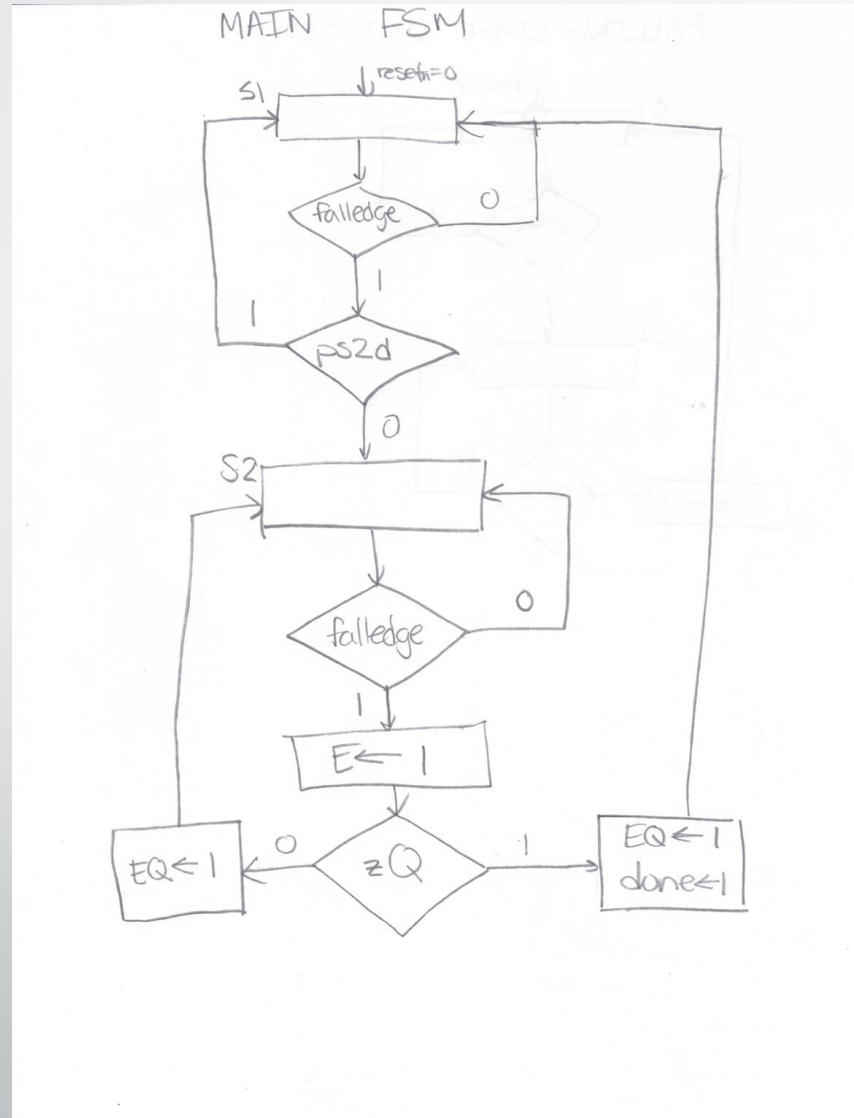 MAIN FSM
resetn=0
S1
falledge
0
1
1
ps2d
0
S2
0
falledge
1
E ← 1
0
1
zQ
EQ ← 1
EQ ← 1
done ← 1